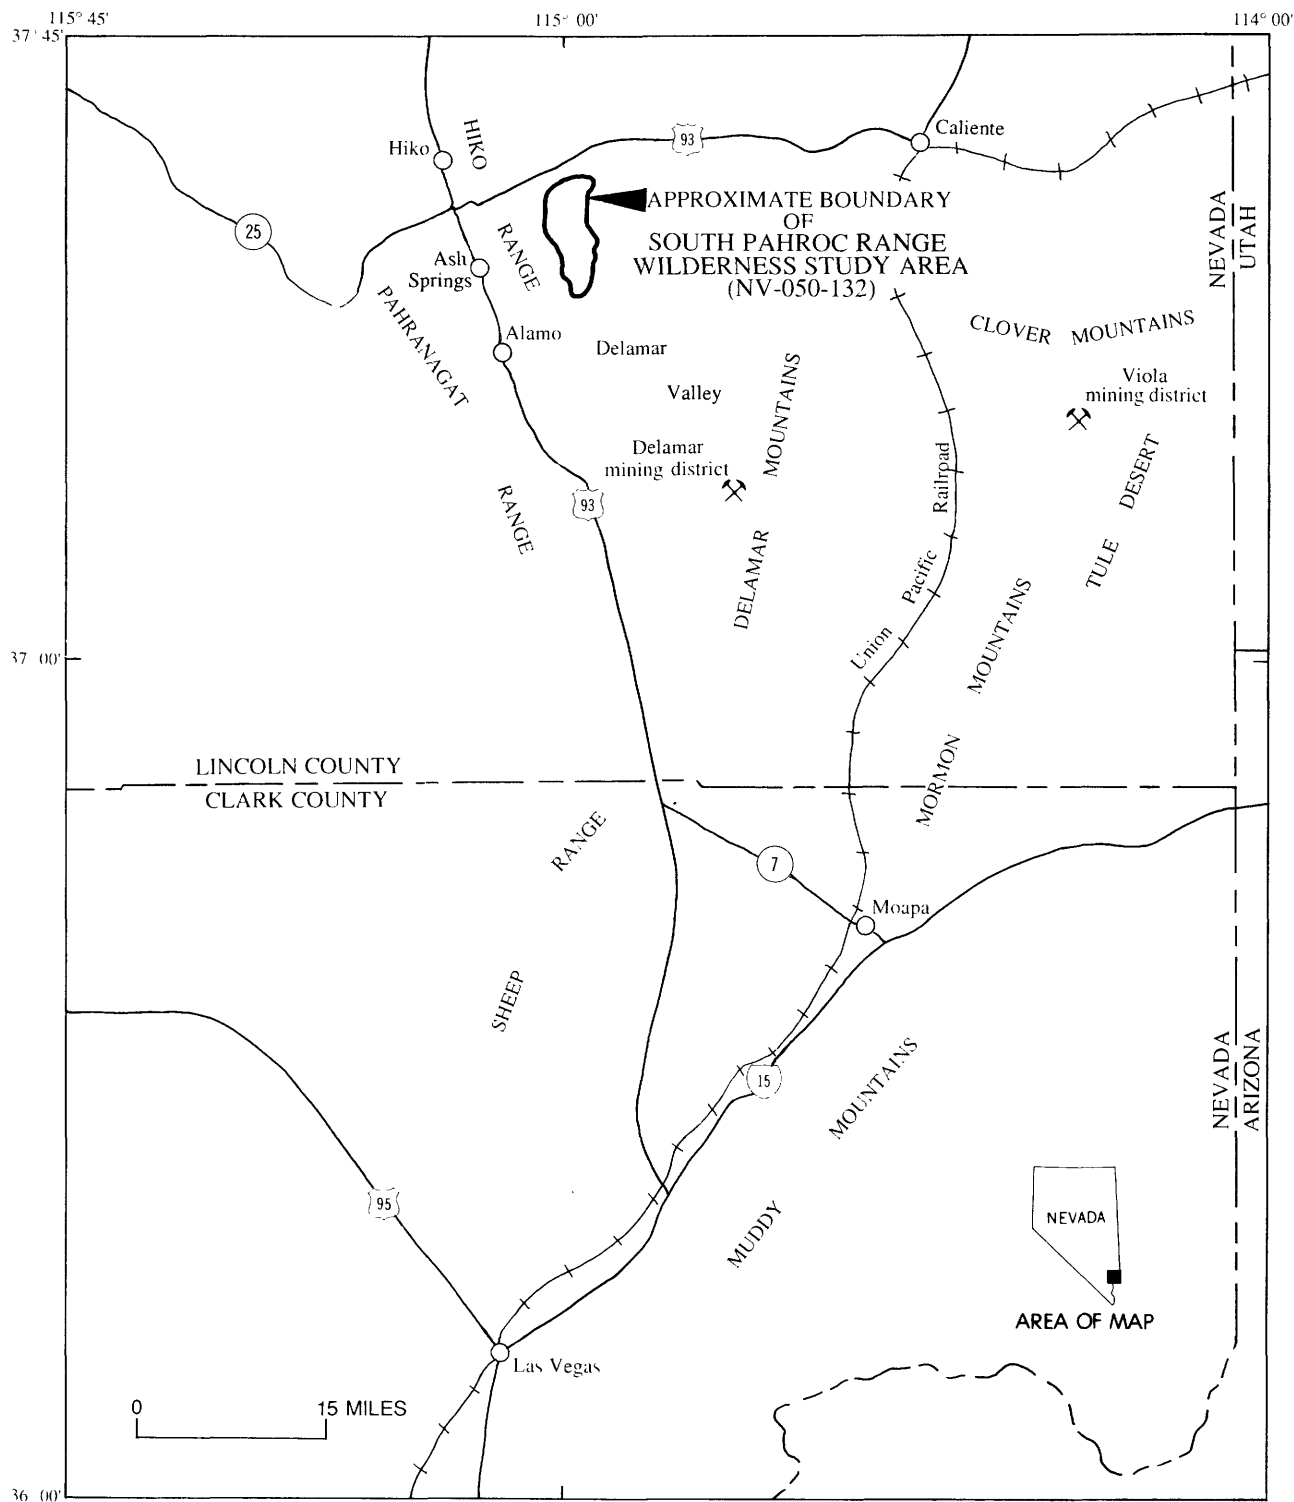 115° 45'
115° 00'
114° 00'
37° 45'
93
Caliente
Hiko
HIKO
RANGE
APPROXIMATE BOUNDARY
OF
SOUTH PAHROC RANGE
WILDERNESS STUDY AREA
(NV-050-132)
NEVADA
UTAH
25
Ash
Springs
PAHRANAGAT
RANGE
Alamo
Delamar
Valley
CLOVER MOUNTAINS
Viola
mining district
Delamar
mining district
DELAMAR MOUNTAINS
93
Union Pacific Railroad
TULE DESERT
MORMON MOUNTAINS
37 00'
LINCOLN COUNTY
CLARK COUNTY
SHEEP RANGE
7
Moapa
15
MUDDY MOUNTAINS
NEVADA
ARIZONA
95
NEVADA
AREA OF MAP
Las Vegas
0 15 MILES
36 00'